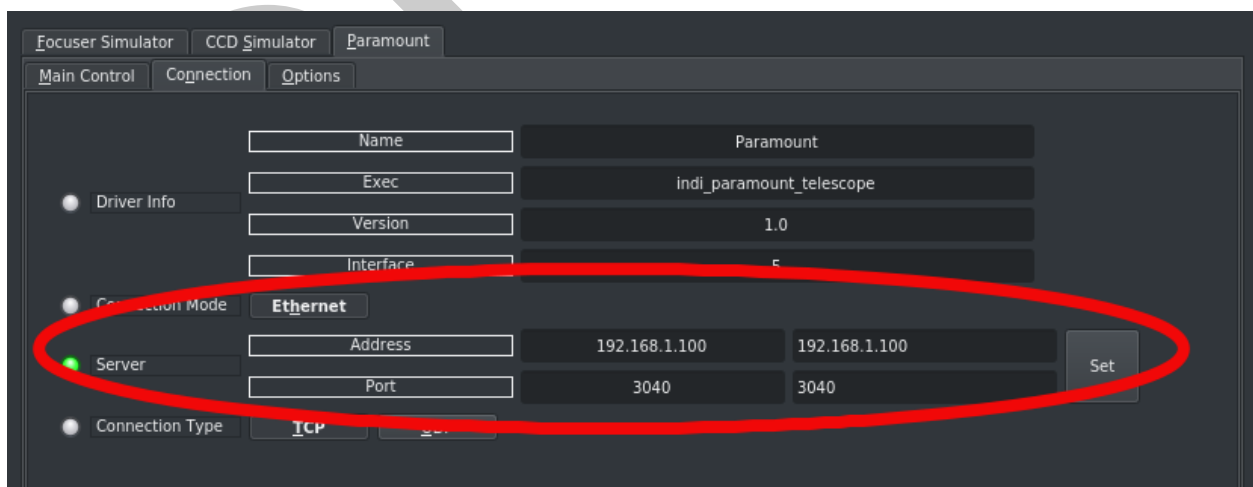 Focuser Simulator CCD Simulator Paramount
Main Control Connection Options
Name Paramount
Exec indi_paramount_telescope
Driver Info
Version 1.0
Interface 5
Connection Mode Ethernet
Address 192.168.1.100 192.168.1.100
Server Set
Port 3040 3040
Connection Type TCP